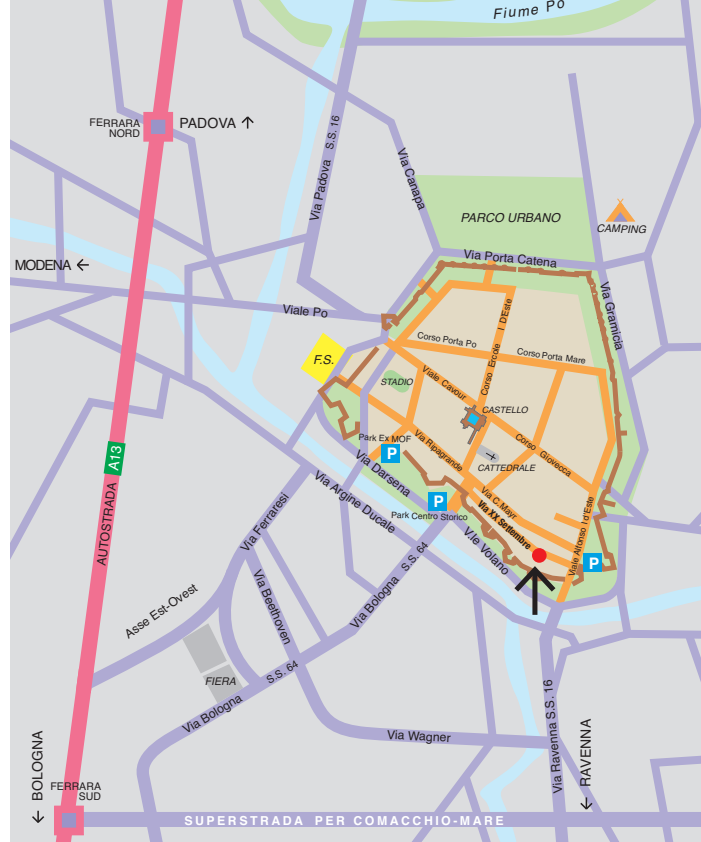 Fiume Po
FERRARA
NORD
PADOVA ↑
Via Padova S.S. 16
Via Canapa
PARCO URBANO
CAMPING
MODENA ←
Via Porta Catena
Via Gramicia
Viale Po
Corso Porta Po
Corso Ercole I D'Este
Corso Porta Mare
F.S.
STADIO
Viale Cavour
CASTELLO
Park Ex MOF
P
Via Ripagrande
Corso Giovecca
CATTEDRALE
AUTOSTRADA A13
Via Darsena
Via Argine Ducale
P
Park Centro Storico
Via C.Mayr
Via XX Settembre
Viale Alfonso I d'Este
P
V.le Volano
Via Ferraresi
Via Beethoven
Via Bologna S.S. 64
Asse Est-Ovest
FIERA
S.S. 64
Via Bologna
Via Wagner
Via Ravenna S.S. 16
← BOLOGNA
← RAVENNA
FERRARA
SUD
SUPERSTRADA PER COMACCHIO-MARE